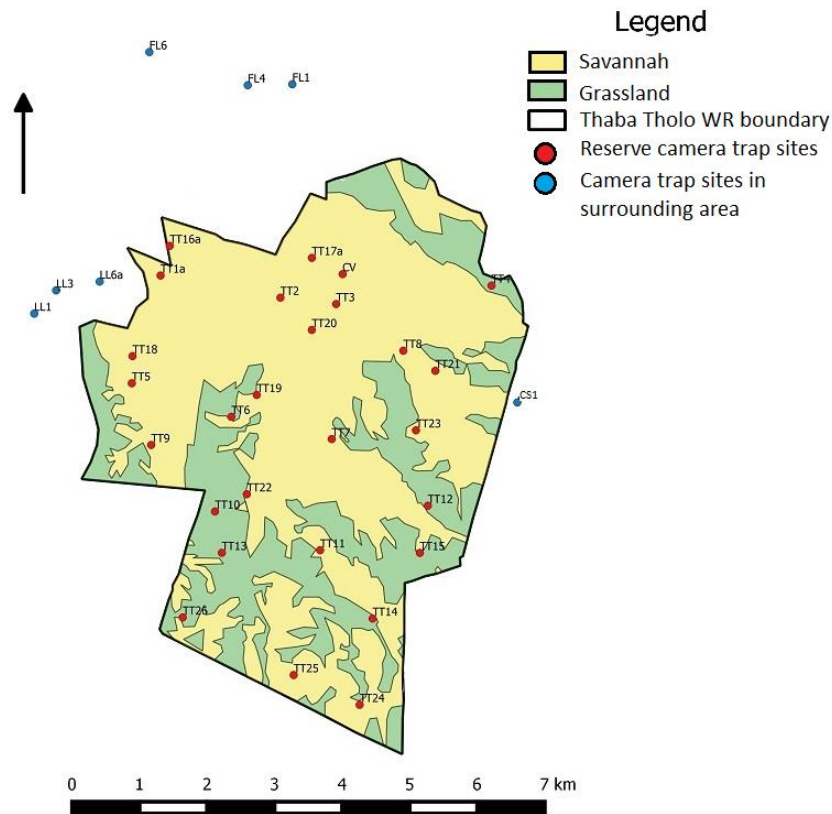 Legend
Savannah
Grassland
Thaba Tholo WR boundary
Reserve camera trap sites
Camera trap sites in
surrounding area
FL6
FL4
FL1
TT16a
TT17a
TT1a
CV
LL6a
LL3
TT4
TT2
TT3
LL1
TT20
TT18
TT8
TT21
TT5
TT19
CS1
TT6
TT23
TT7
TT9
TT22
TT12
TT10
TT13
TT11
TT15
TT26
TT14
TT25
TT24
0 1 2 3 4 5 6 7 km